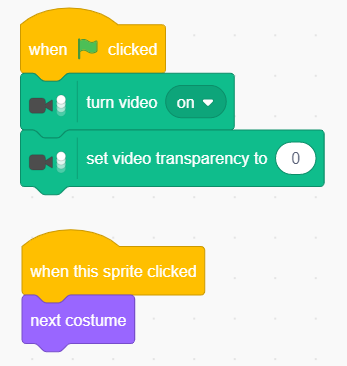 when clicked
turn video on
set video transparency to 0
when this sprite clicked
next costume